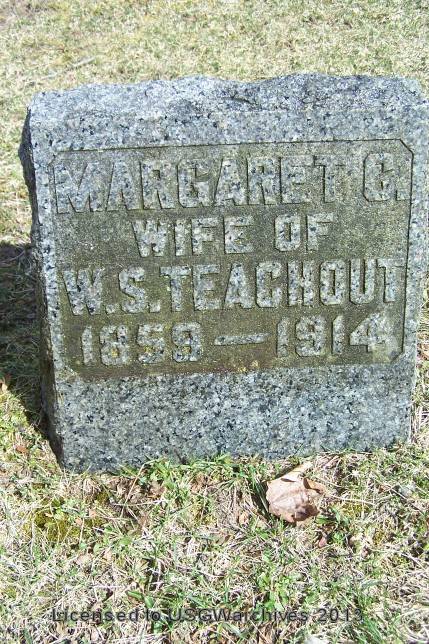 MARGARET C.
WIFE OF
W.S. TEACHOUT
1859 — 1914
licensed to USGWarchives 2013